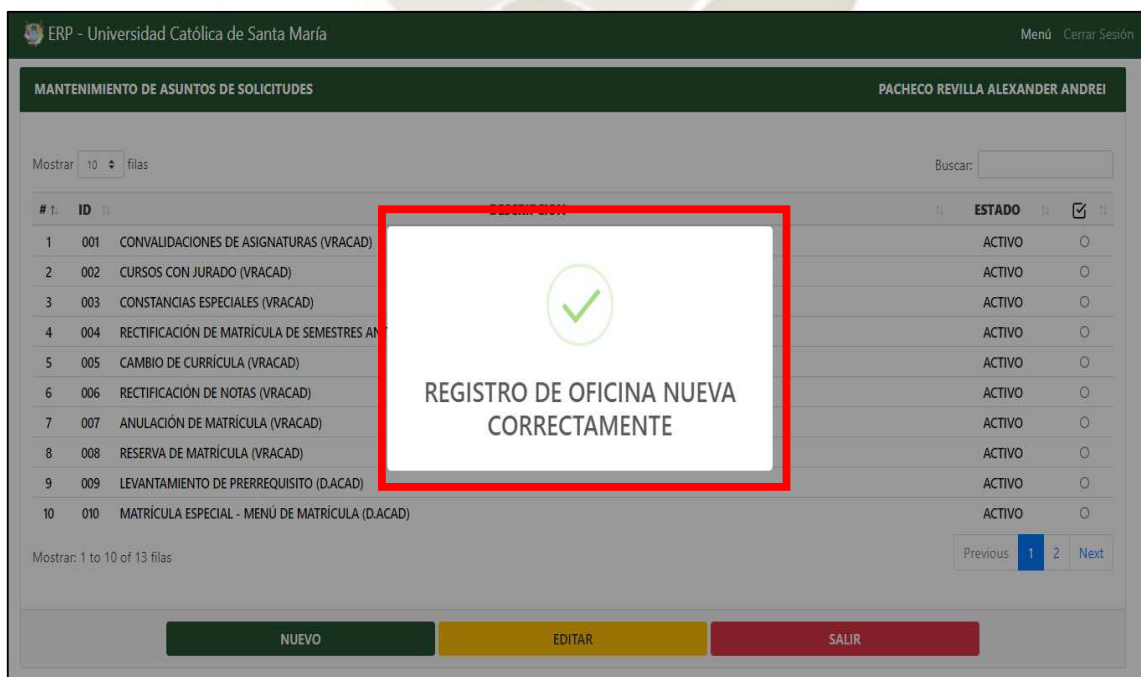 ERP - Universidad Católica de Santa María Menú Cerrar Sesión
MANTENIMIENTO DE ASUNTOS DE SOLICITUDES PACHECO REVILLA ALEXANDER ANDREI
Mostrar 10 filas Buscar:
# ID DESCRIPCION ESTADO
1 001 CONVALIDACIONES DE ASIGNATURAS (VRACAD) ACTIVO
2 002 CURSOS CON JURADO (VRACAD) ACTIVO
3 003 CONSTANCIAS ESPECIALES (VRACAD) ACTIVO
4 004 RECTIFICACIÓN DE MATRÍCULA DE SEMESTRES ACTIVO
5 005 CAMBIO DE CURRÍCULA (VRACAD) ACTIVO
6 006 RECTIFICACIÓN DE NOTAS (VRACAD) ACTIVO
7 007 ANULACIÓN DE MATRÍCULA (VRACAD) ACTIVO
8 008 RESERVA DE MATRÍCULA (VRACAD) ACTIVO
9 009 LEVANTAMIENTO DE PRERREQUISITO (D.ACAD) ACTIVO
10 010 MATRÍCULA ESPECIAL - MENÚ DE MATRÍCULA (D.ACAD) ACTIVO
REGISTRO DE OFICINA NUEVA
CORRECTAMENTE
Mostrar: 1 to 10 of 13 filas Previous 1 2 Next
NUEVO EDITAR SALIR